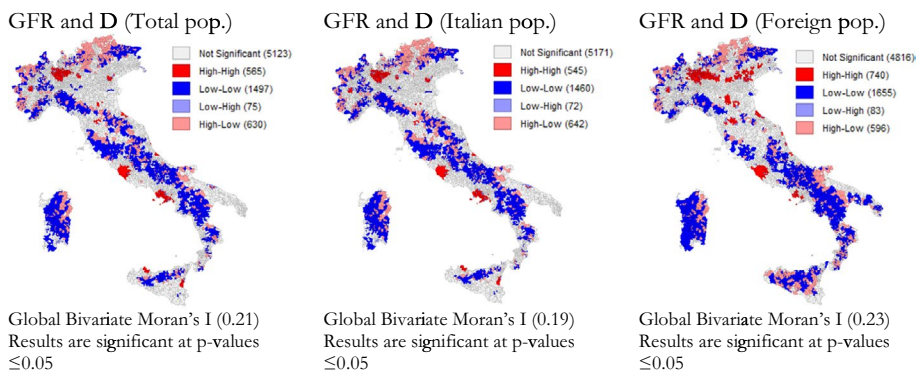 GFR and D (Total pop.)
Not Significant (5123)
High-High (565)
Low-Low (1497)
Low-High (75)
High-Low (630)
Global Bivariate Moran's I (0.21)
Results are significant at p-values
≤0.05
GFR and D (Italian pop.)
Not Significant (5171)
High-High (545)
Low-Low (1460)
Low-High (72)
High-Low (642)
Global Bivariate Moran's I (0.19)
Results are significant at p-values
≤0.05
GFR and D (Foreign pop.)
Not Significant (4816)
High-High (740)
Low-Low (1655)
Low-High (83)
High-Low (596)
Global Bivariate Moran's I (0.23)
Results are significant at p-values
≤0.05